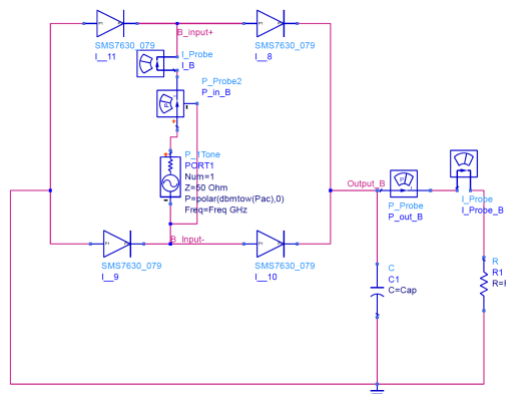 SMS7630_079
I__11
B_input+
SMS7630_079
I__8
I_Probe
I_B
P_Probe2
P_in_B
P_1Tone
PORT1
Num=1
Z=50 Ohm
P=polar(dbmtow(Pac),0)
Freq=Freq GHz
Output_B
P_Probe
P_out_B
I_Probe
I_Probe_B
SMS7630_079
I__9
B_Input-
SMS7630_079
I__10
C
C1
C=Cap
R
R1